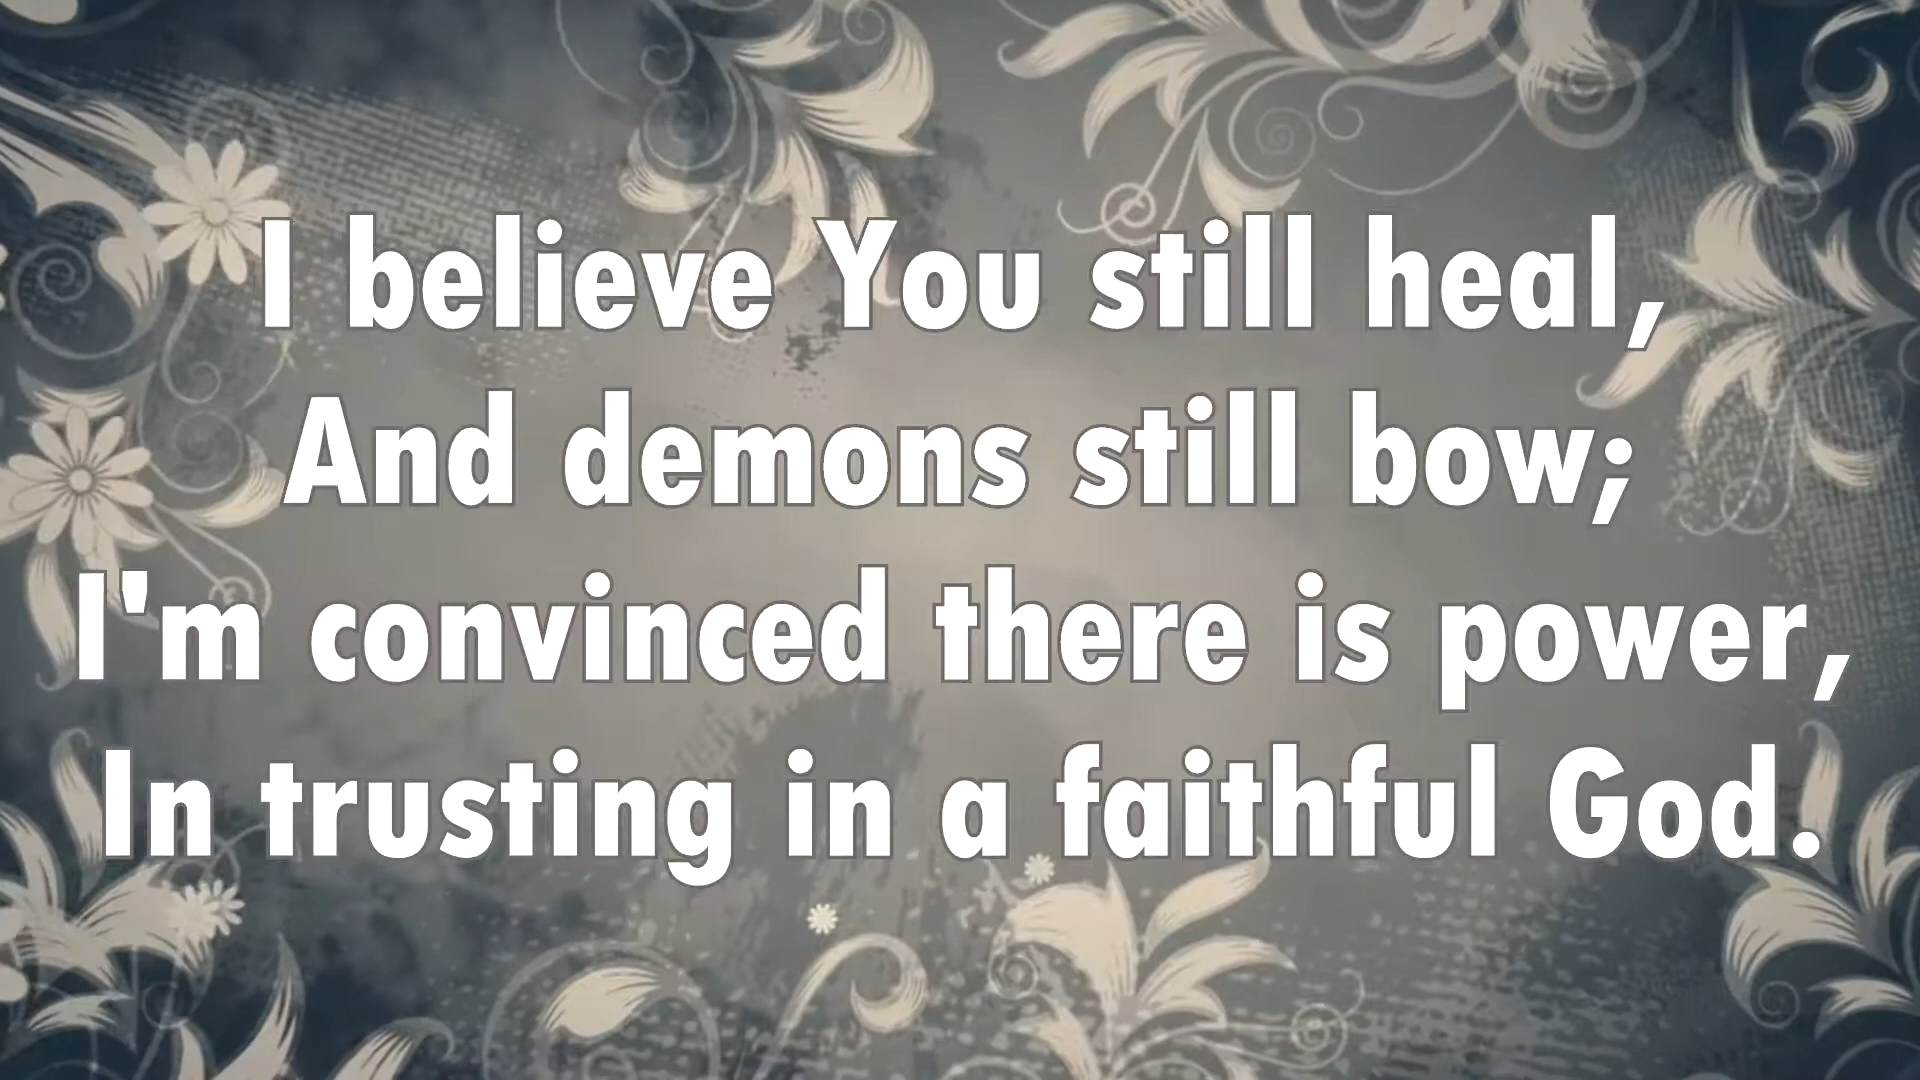 I believe You still heal,
And demons still bow;
I'm convinced there is power,
In trusting in a faithful God.